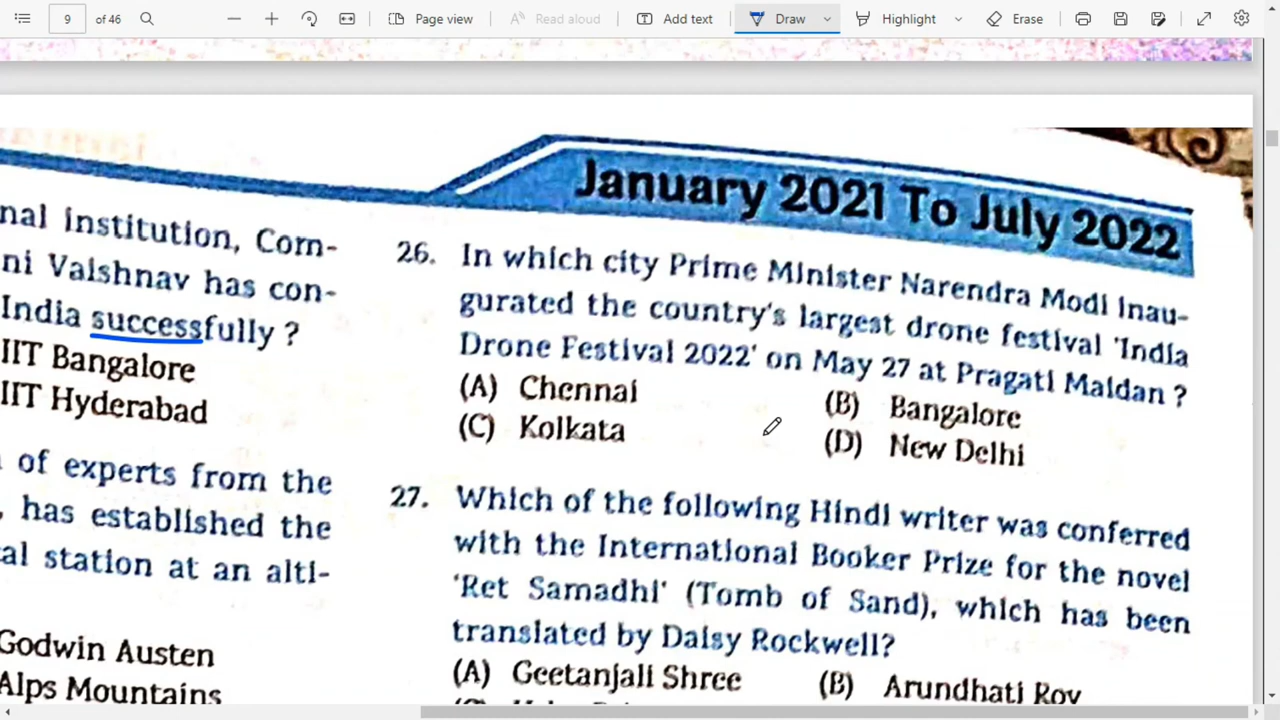 9 of 46 Page view Read aloud Add text Draw Highlight Erase
January 2021 To July 2022
nal institution, Com-
ni Vaishnav has con-
India successfully ?
IIT Bangalore
IIT Hyderabad
of experts from the
, has established the
al station at an alti-
Godwin Austen
Alps Mountains
26. In which city Prime Minister Narendra Modi inau-
gurated the country's largest drone festival 'India
Drone Festival 2022' on May 27 at Pragati Maidan ?
(A) Chennai (B) Bangalore
(C) Kolkata (D) New Delhi
27. Which of the following Hindi writer was conferred
with the International Booker Prize for the novel
'Ret Samadhi' (Tomb of Sand), which has been
translated by Daisy Rockwell?
(A) Geetanjali Shree (B) Arundhati Roy